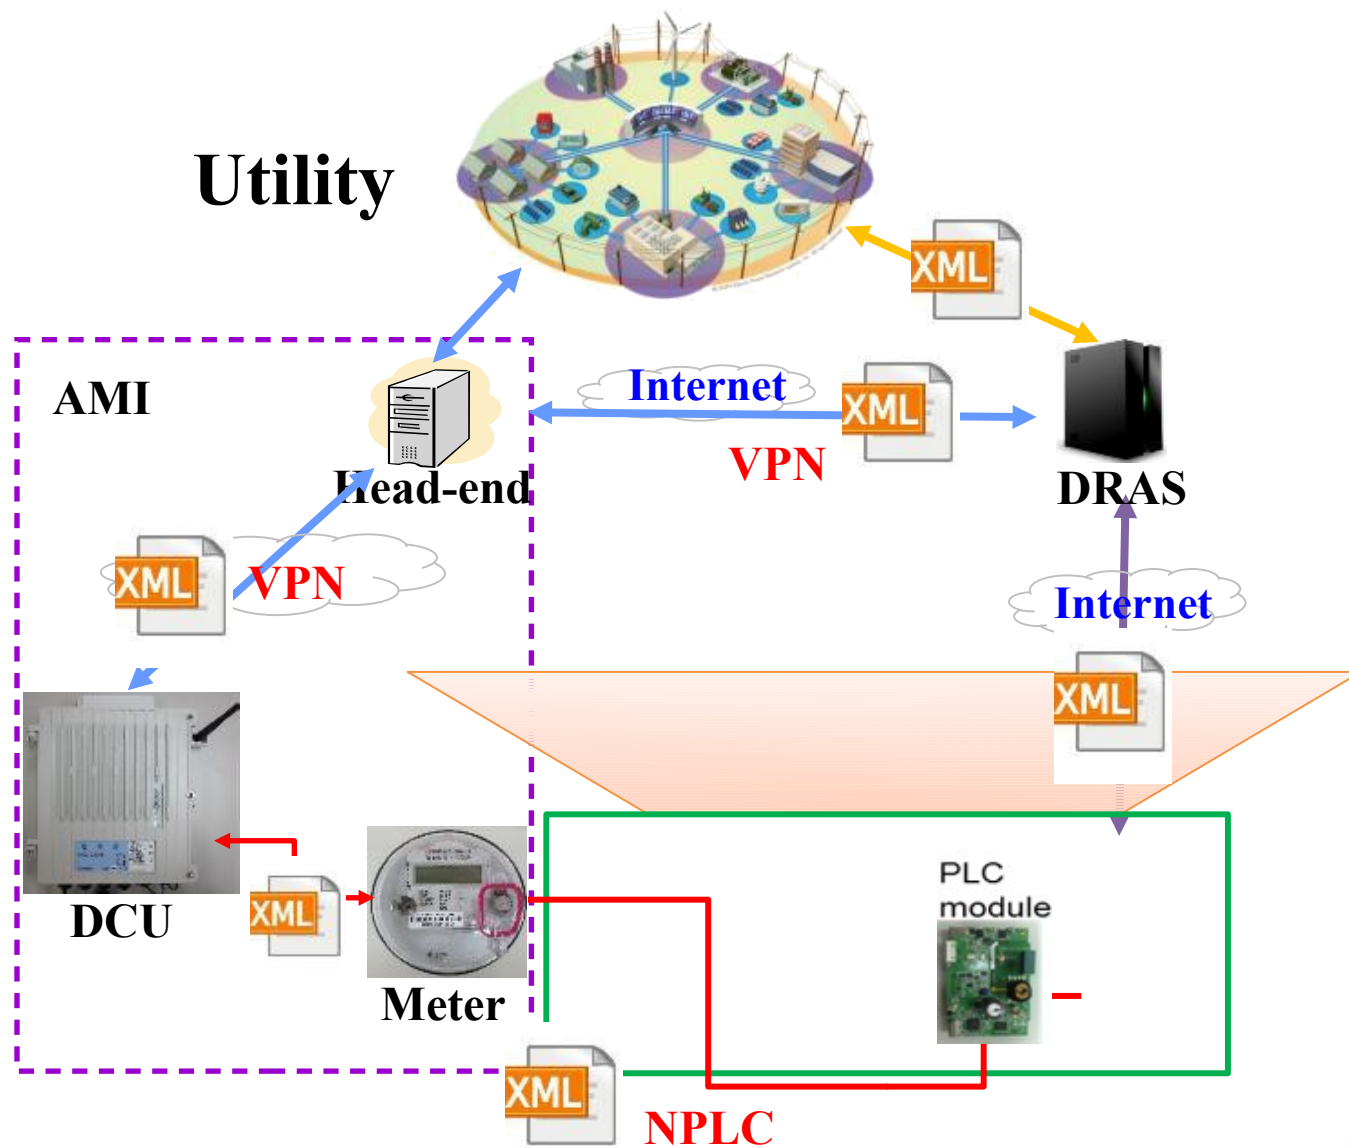 Utility
XML
AMI
Internet
XML
VPN
Head-end
DRAS
XML
VPN
Internet
XML
PLC
module
DCU
XML
Meter
XML
NPLC